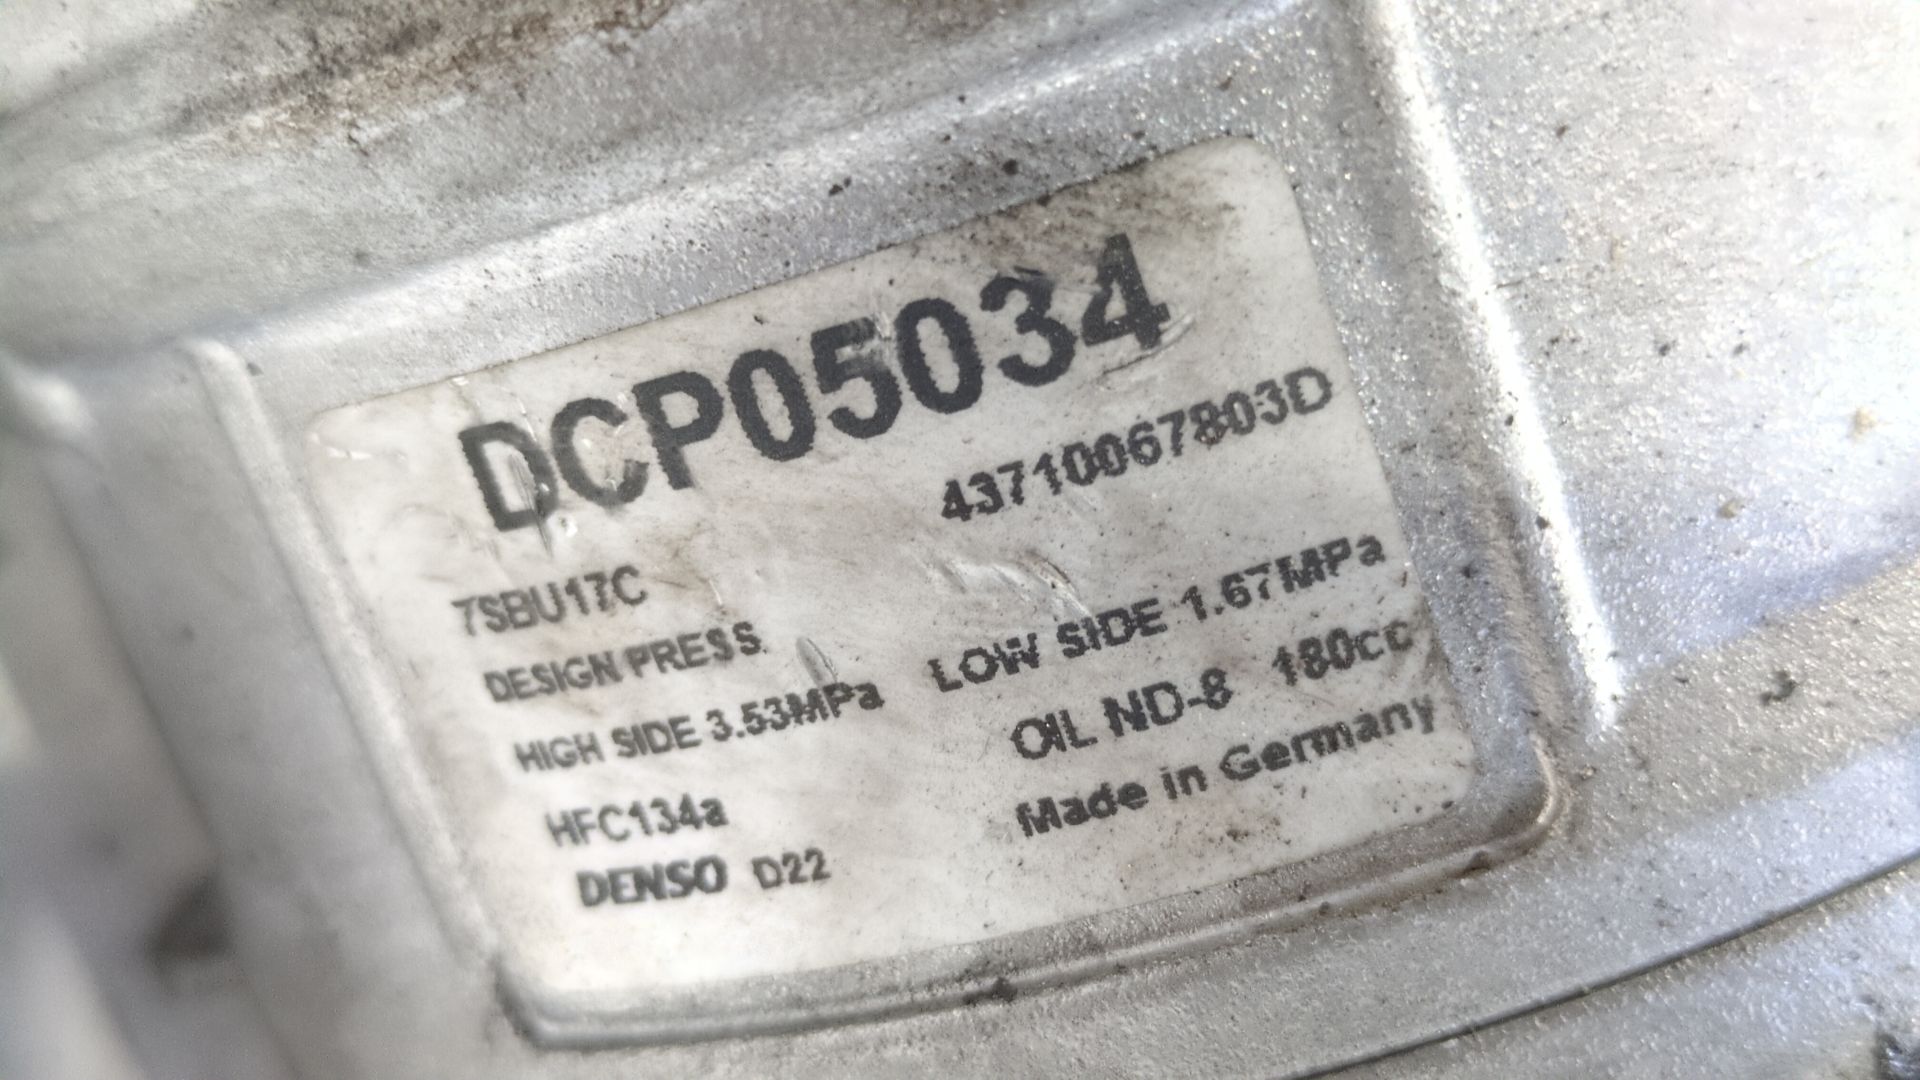 DCP05034
43710067803D
7SBU17C
DESIGN PRESS
HIGH SIDE 3.53MPa LOW SIDE 1.67MPa
HFC134a OIL ND-8 180cc
DENSO D22 Made in Germany